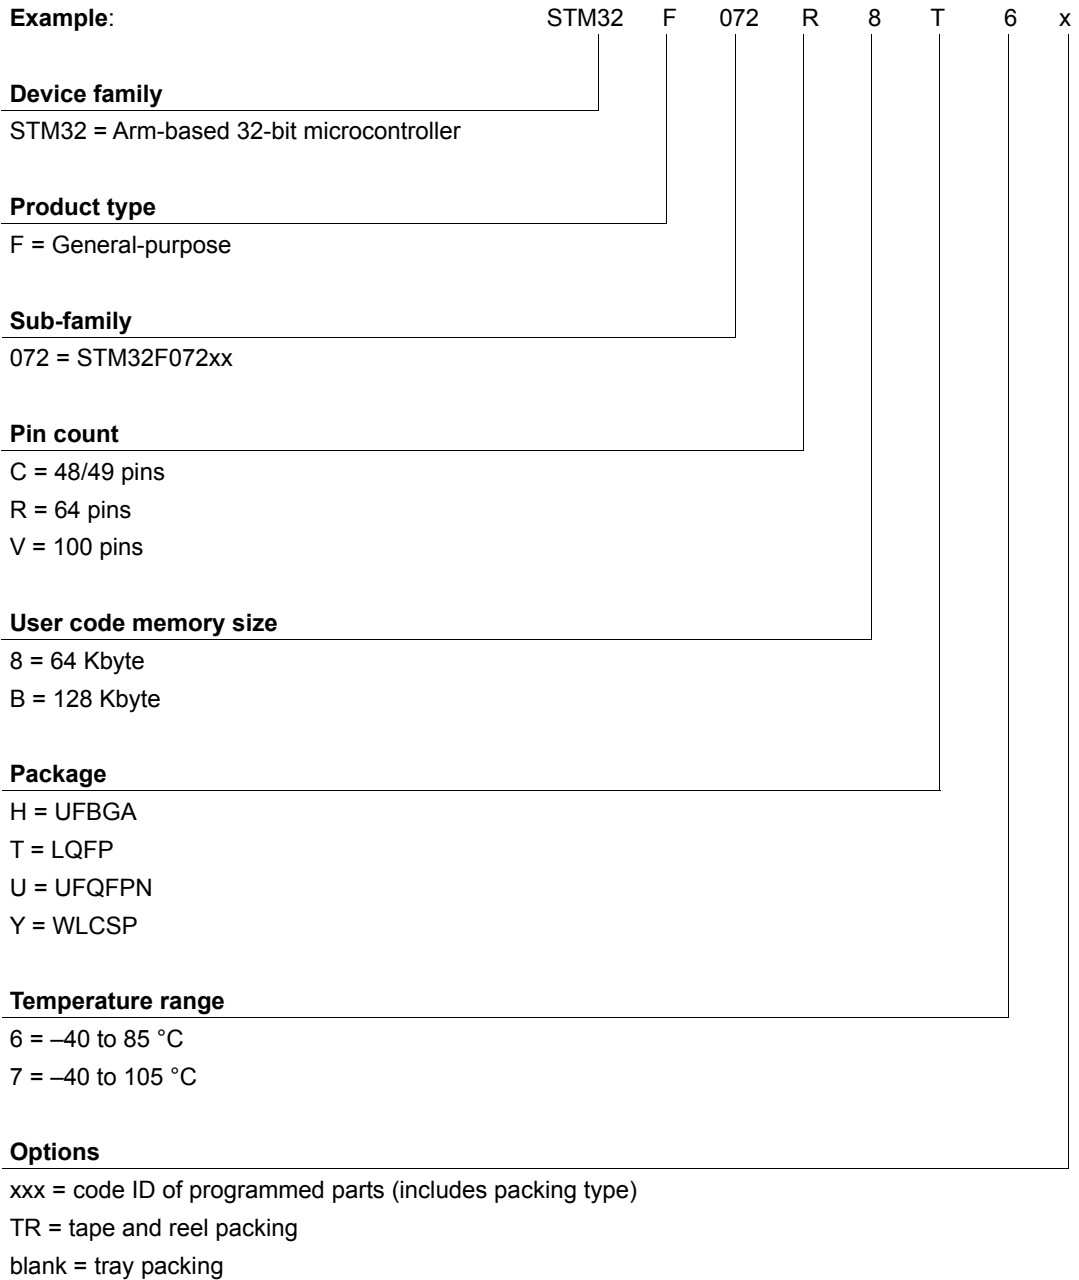 Example: STM32 F 072 R 8 T 6 x
Device family
STM32 = Arm-based 32-bit microcontroller
Product type
F = General-purpose
Sub-family
072 = STM32F072xx
Pin count
C = 48/49 pins
R = 64 pins
V = 100 pins
User code memory size
8 = 64 Kbyte
B = 128 Kbyte
Package
H = UFBGA
T = LQFP
U = UFQFPN
Y = WLCSP
Temperature range
6 = –40 to 85 °C
7 = –40 to 105 °C
Options
xxx = code ID of programmed parts (includes packing type)
TR = tape and reel packing
blank = tray packing